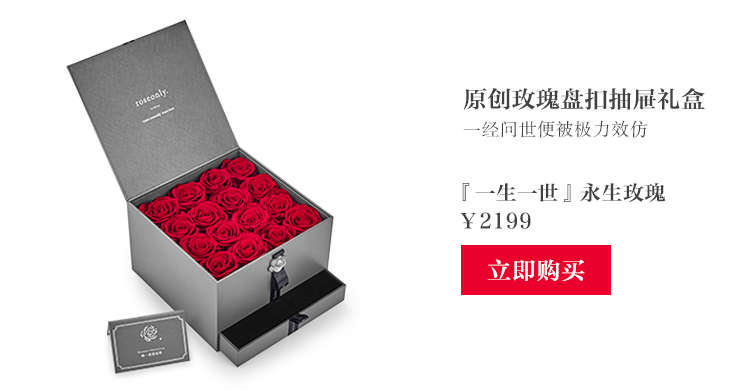 roseonly.
原创玫瑰盘扣抽屉礼盒
一经问世便被极力效仿
『一生一世』永生玫瑰
￥2199
立即购买